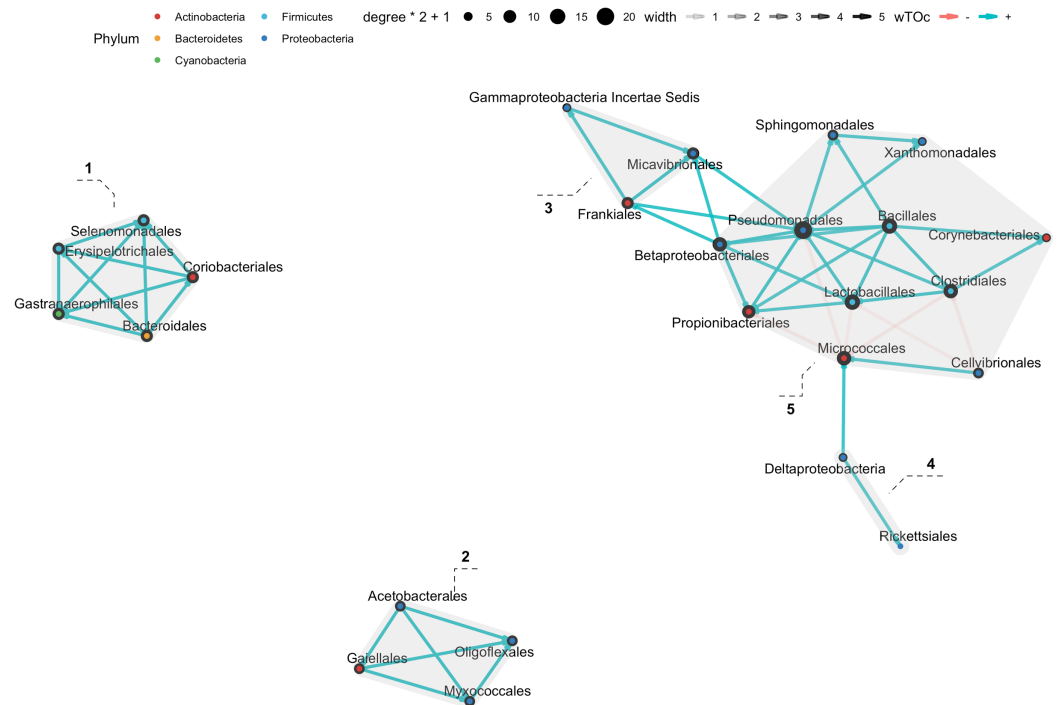 Phylum
Actinobacteria
Bacteroidetes
Cyanobacteria
Firmicutes
Proteobacteria
degree * 2 + 1 5 10 15 20
width 1 2 3 4 5
wTOc - +
Gammaproteobacteria Incertae Sedis
Sphingomonadales
Xanthomonadales
Micavibrionales
1
3
Frankiales
Pseudomonadales
Bacillales
Selenomonadales
Corynebacteriales
Erysipelotrichales
Betaproteobacteriales
Coriobacteriales
Clostridiales
Lactobacillales
Gastranaerophilales
Propionibacteriales
Bacteroidales
Micrococcales
Cellvibrionales
5
4
Deltaproteobacteria
Rickettsiales
2
Acetobacterales
Oligoflexales
Gaiellales
Myxococcales